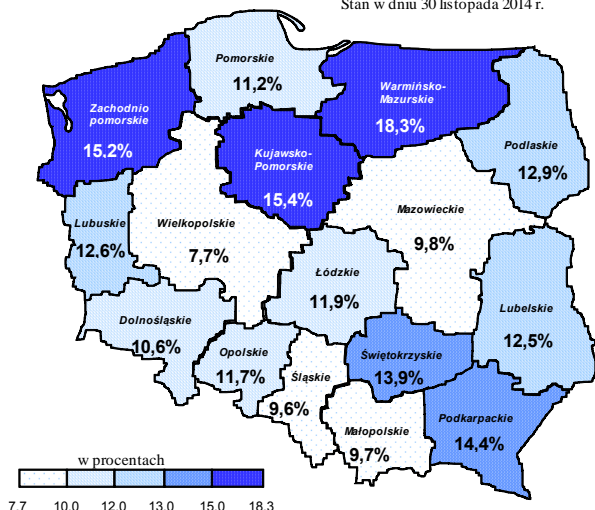 Stan w dniu 30 listopada 2014 r.
Pomorskie
11,2%
Warmińsko-
Mazurskie
18,3%
Zachodnio
pomorskie
15,2%
Podlaskie
12,9%
Kujawsko-
Pomorskie
15,4%
Mazowieckie
9,8%
Lubuskie
12,6%
Wielkopolskie
7,7%
Łódzkie
11,9%
Lubelskie
12,5%
Dolnośląskie
10,6%
Opolskie
11,7%
Śląskie
9,6%
Świętokrzyskie
13,9%
Małopolskie
9,7%
Podkarpackie
14,4%
w procentach
7.7 10.0 12.0 13.0 15.0 18.3